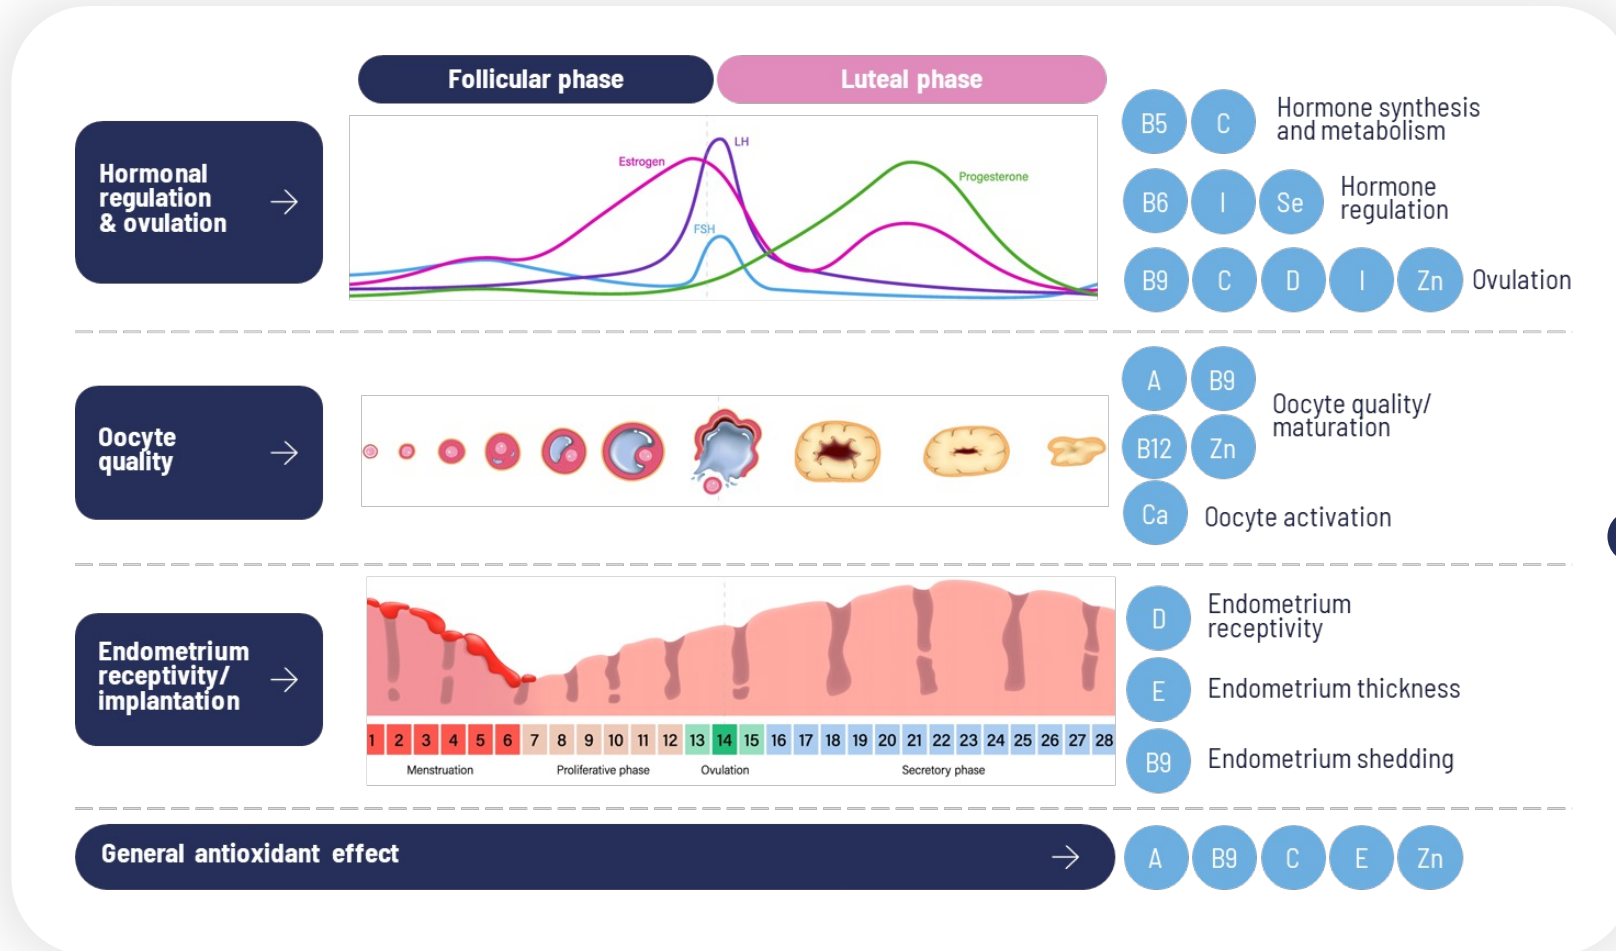 Follicular phase
Luteal phase
Hormonal
regulation
& ovulation
Estrogen
LH
FSH
Progesterone
B5 C Hormone synthesis
and metabolism
B6 I Se Hormone
regulation
B9 C D I Zn Ovulation
Oocyte
quality
A B9
B12 Zn
Oocyte quality/
maturation
Ca Oocyte activation
Endometrium
receptivity/
implantation
1 2 3 4 5 6 7 8 9 10 11 12 13 14 15 16 17 18 19 20 21 22 23 24 25 26 27 28
Menstruation Proliferative phase Ovulation Secretory phase
D Endometrium
receptivity
E Endometrium thickness
B9 Endometrium shedding
General antioxidant effect
A B9 C E Zn